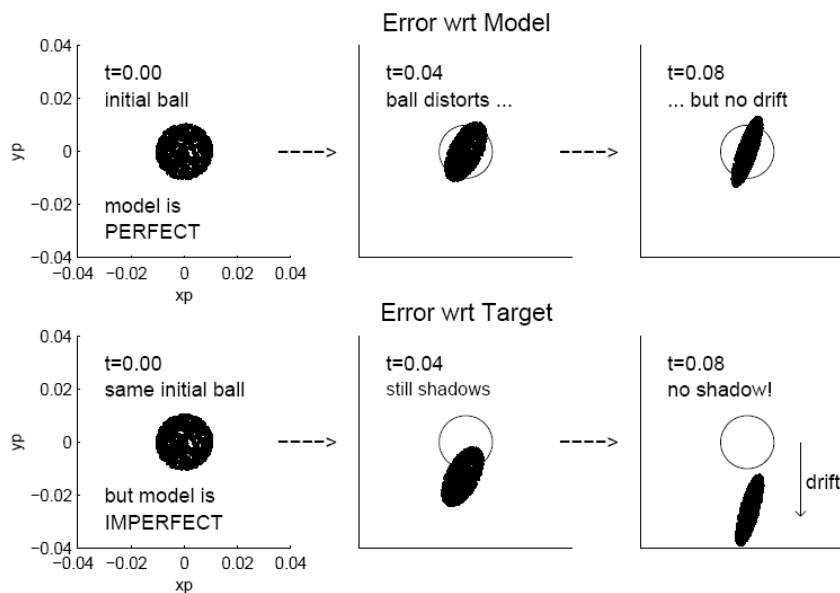 Error wrt Model
0.04
0.02
0
−0.02
−0.04
yp
t=0.00
initial ball
model is
PERFECT
−0.04 −0.02 0 0.02 0.04
xp
---->
t=0.04
ball distorts ...
---->
t=0.08
... but no drift
Error wrt Target
0.04
0.02
0
−0.02
−0.04
yp
t=0.00
same initial ball
but model is
IMPERFECT
−0.04 −0.02 0 0.02 0.04
xp
---->
t=0.04
still shadows
---->
t=0.08
no shadow!
drift